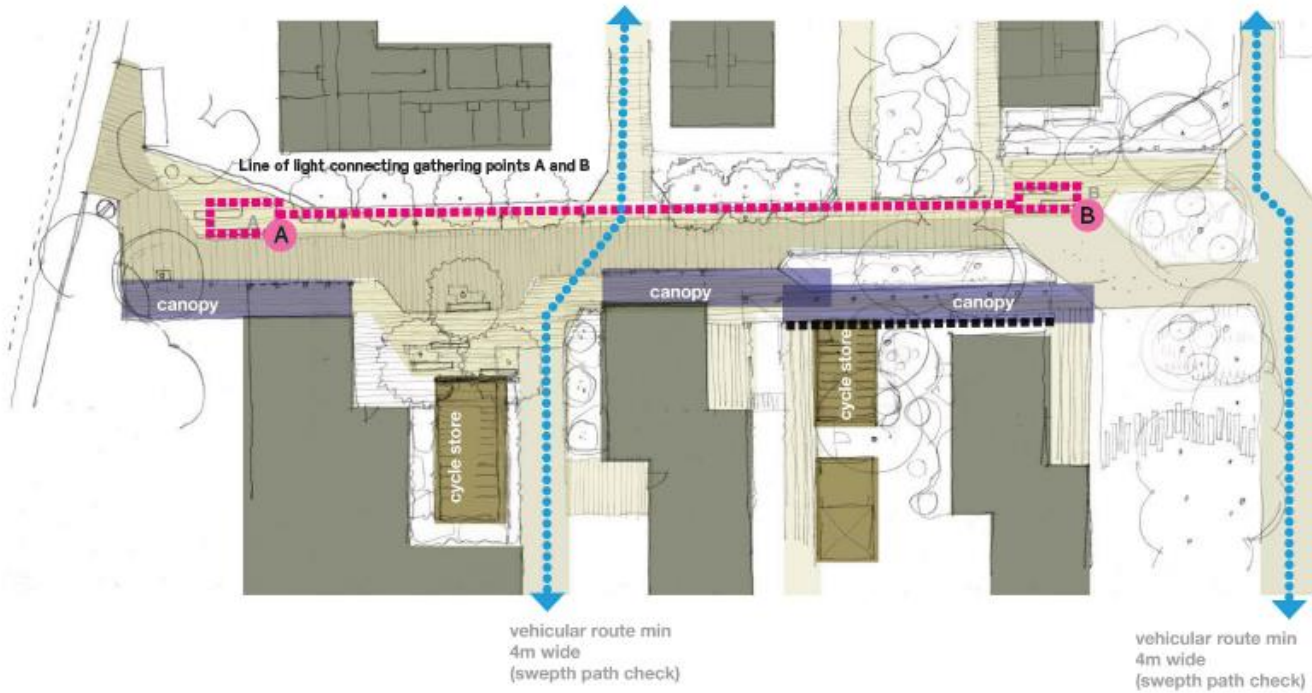 Line of light connecting gathering points A and B
A
A
B
B
canopy
canopy
canopy
cycle store
cycle store
vehicular route min
4m wide
(swepth path check)
vehicular route min
4m wide
(swepth path check)